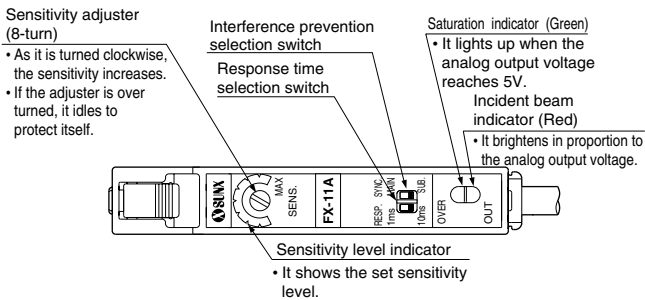 Sensitivity adjuster
(8-turn)
• As it is turned clockwise,
the sensitivity increases.
• If the adjuster is over
turned, it idles to
protect itself.
Interference prevention
selection switch
Response time
selection switch
Saturation indicator (Green)
• It lights up when the
analog output voltage
reaches 5V.
Incident beam
indicator (Red)
• It brightens in proportion to
the analog output voltage.
SUNX
MAX
SENS.
FX-11A
RESP. SYNC
1ms MAIN
10ms SUB.
OVER
OUT
Sensitivity level indicator
• It shows the set sensitivity
level.